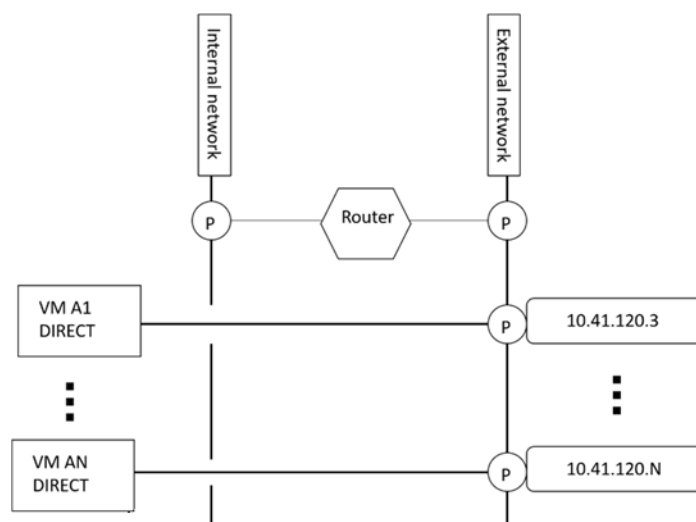 Internal network
External network
P
Router
P
VM A1
DIRECT
P
10.41.120.3
VM AN
DIRECT
P
10.41.120.N